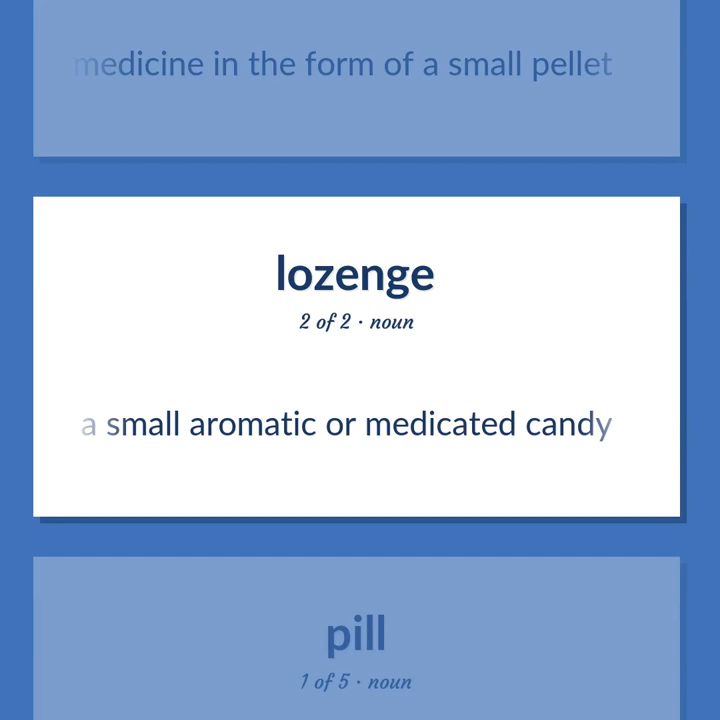 medicine in the form of a small pellet
lozenge
2 of 2 · noun
a small aromatic or medicated candy
pill
1 of 5 · noun